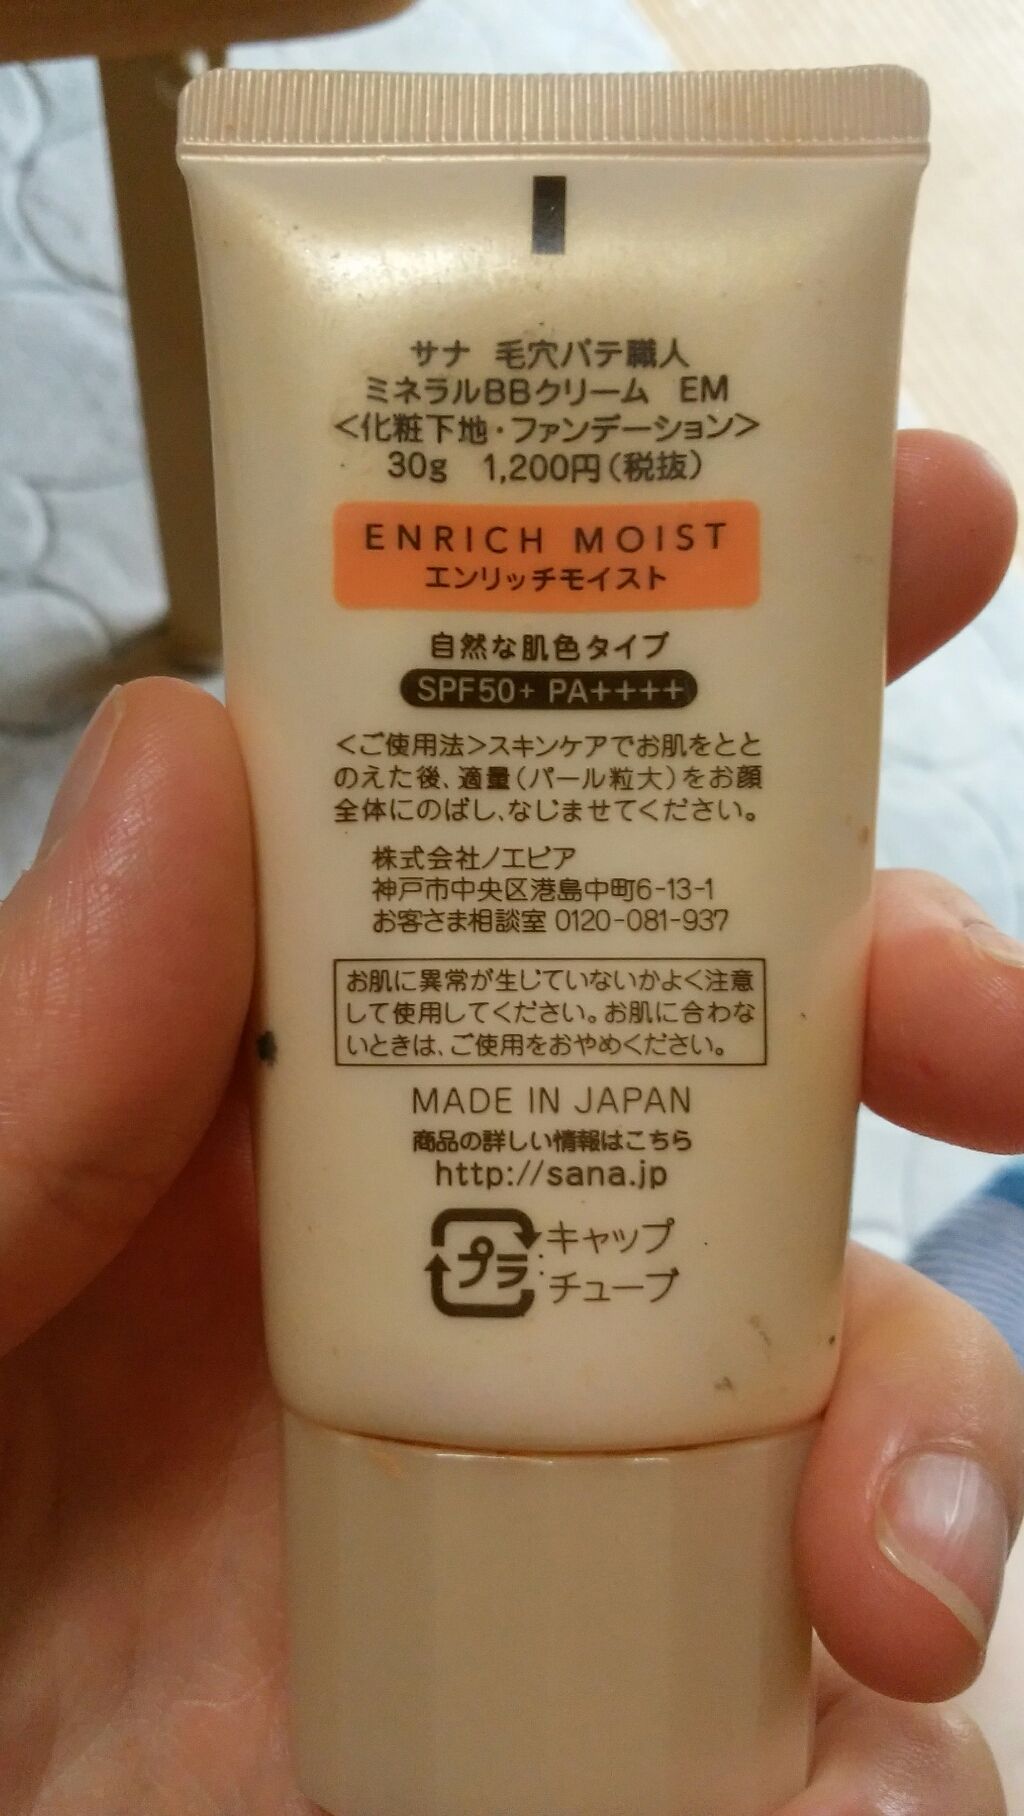 サナ 毛穴パテ職人
ミネラルBBクリーム EM
<化粧下地・ファンデーション>
30g 1,200円(税抜)
ENRICH MOIST
エンリッチモイスト
自然な肌色タイプ
SPF50+ PA++++
<ご使用法>スキンケアでお肌をとと
のえた後、適量(パール粒大)をお顔
全体にのばし、なじませてください。
株式会社ノエビア
神戸市中央区港島中町6-13-1
お客さま相談室 0120-081-937
お肌に異常が生じていないかよく注意
して使用してください。お肌に合わな
いときは、ご使用をおやめください。
MADE IN JAPAN
商品の詳しい情報はこちら
http://sana.jp
プラ:キャップ
チューブ